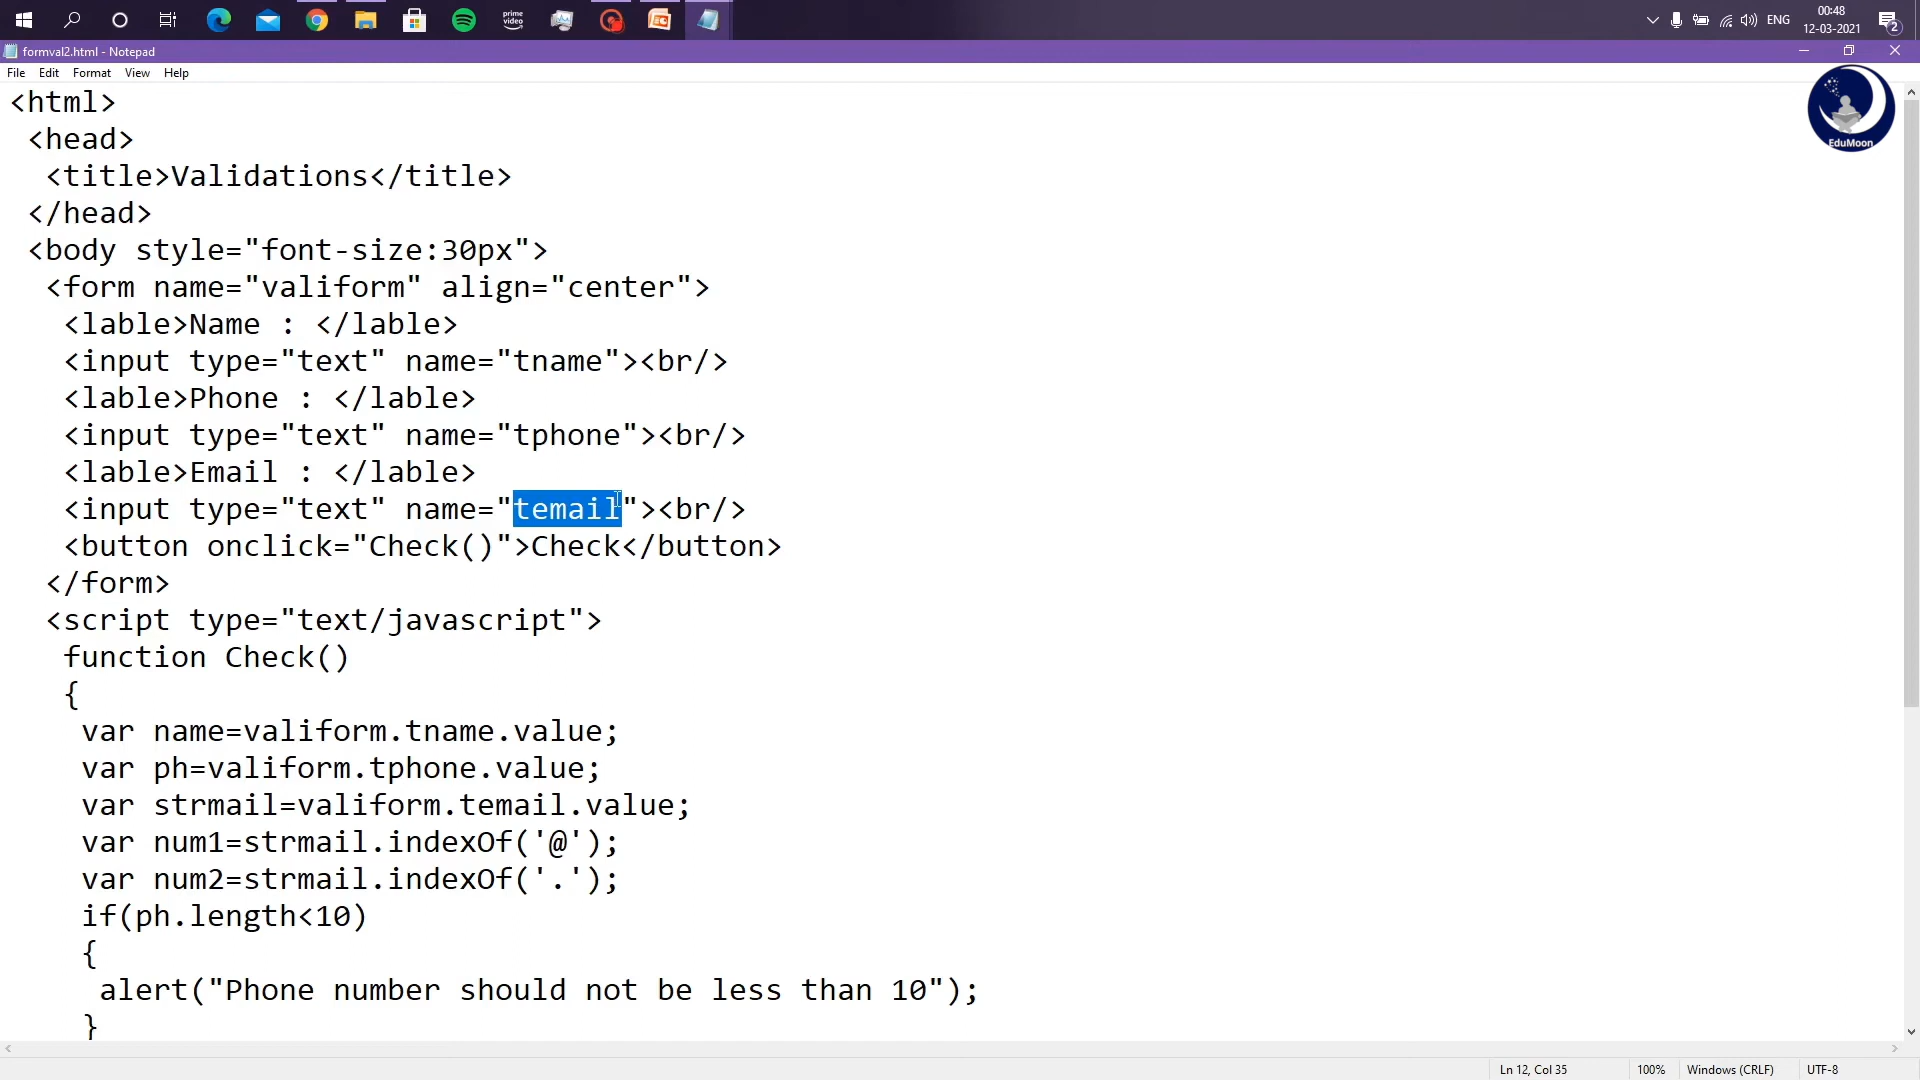 prime
video
ENG
00:48
12-03-2021
2
formval2.html - Notepad
File Edit Format View Help
EduMoon
<html>
<head>
<title>Validations</title>
</head>
<body style="font-size:30px">
<form name="valiform" align="center">
<lable>Name : </lable>
<input type="text" name="tname"><br/>
<lable>Phone : </lable>
<input type="text" name="tphone"><br/>
<lable>Email : </lable>
<input type="text" name="temail"><br/>
<button onclick="Check()">Check</button>
</form>
<script type="text/javascript">
function Check()
{
var name=valiform.tname.value;
var ph=valiform.tphone.value;
var strmail=valiform.temail.value;
var num1=strmail.indexOf('@');
var num2=strmail.indexOf('.');
if(ph.length<10)
{
alert("Phone number should not be less than 10");
}
Ln 12, Col 35 100% Windows (CRLF) UTF-8